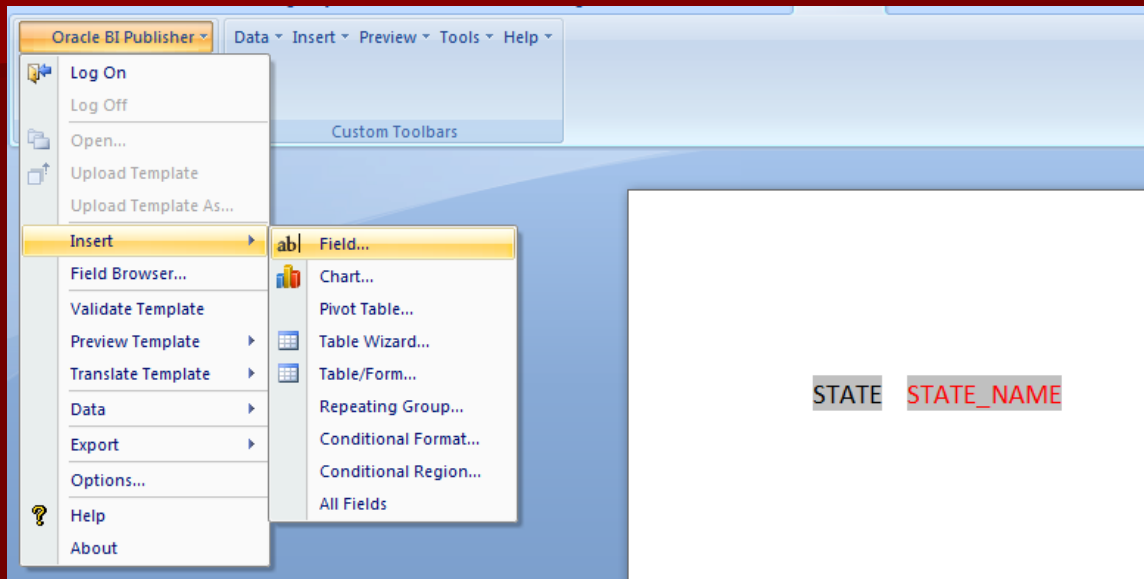 Oracle BI Publisher Data Insert Preview Tools Help
Custom Toolbars
Log On
Log Off
Open...
Upload Template
Upload Template As...
Insert
Field Browser...
Validate Template
Preview Template
Translate Template
Data
Export
Options...
Help
About
ab Field...
Chart...
Pivot Table...
Table Wizard...
Table/Form...
Repeating Group...
Conditional Format...
Conditional Region...
All Fields
STATE STATE_NAME